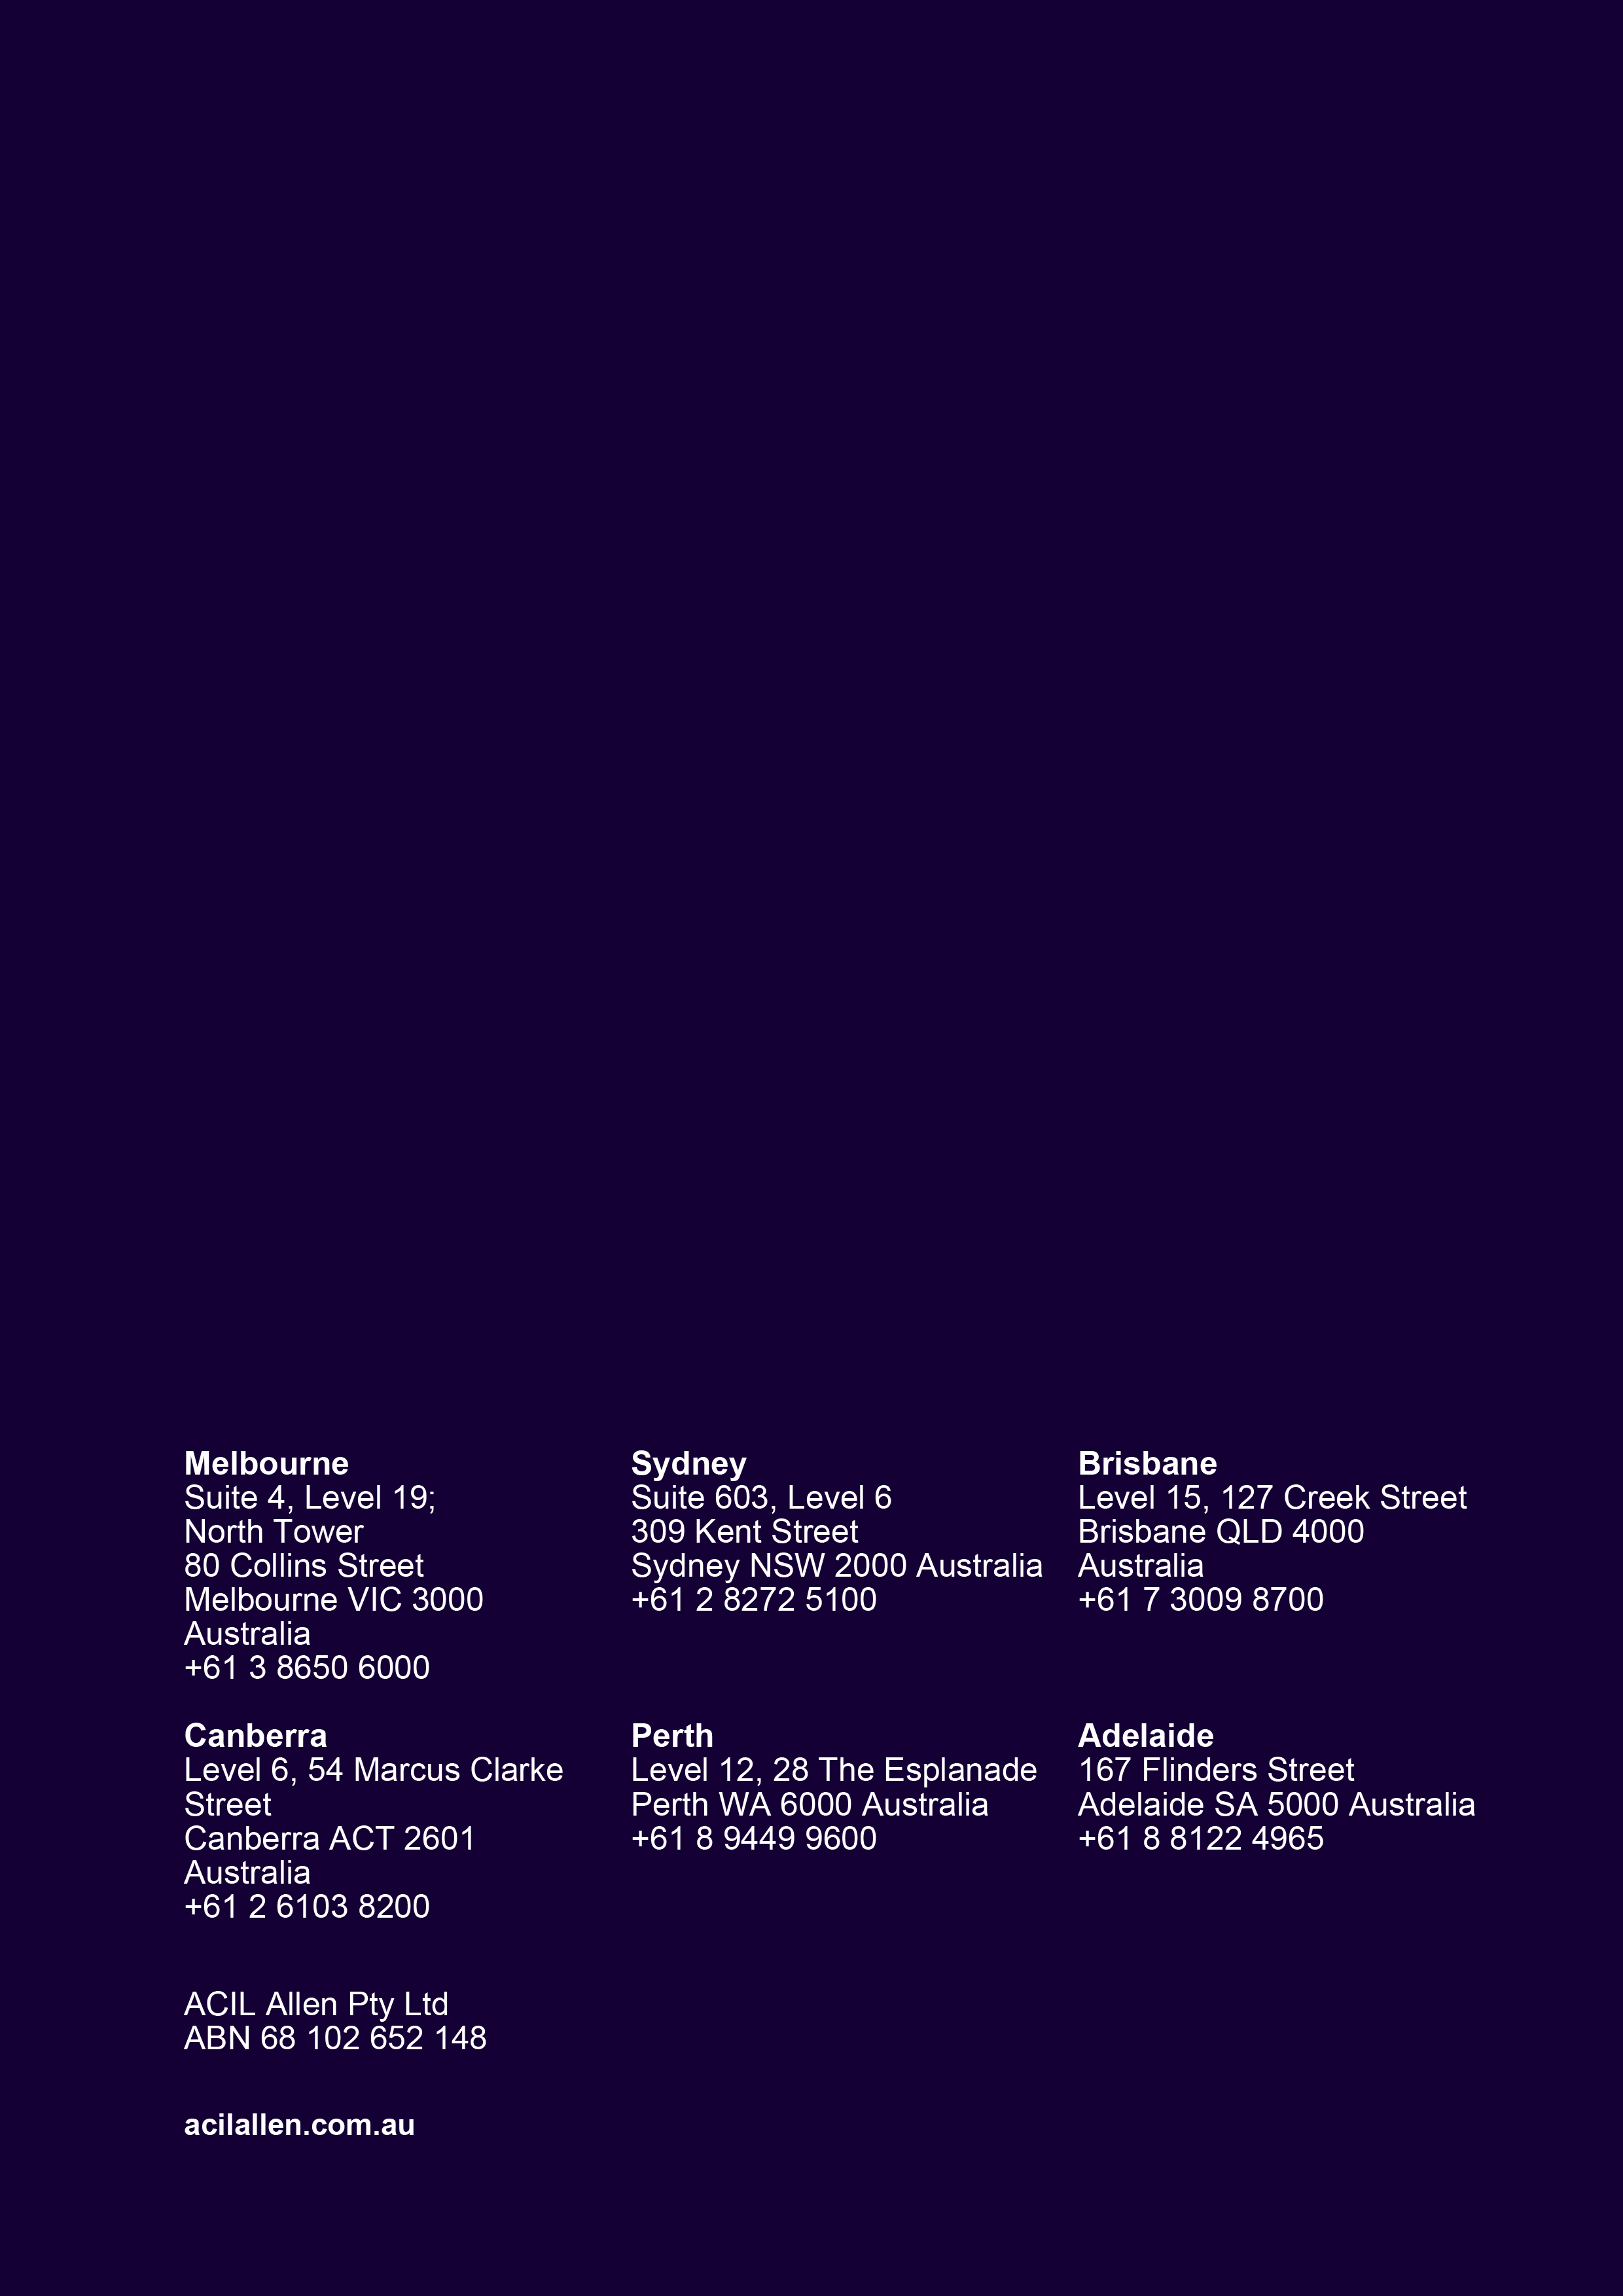 Melbourne
Suite 4, Level 19;
North Tower
80 Collins Street
Melbourne VIC 3000
Australia
+61 3 8650 6000
Sydney
Suite 603, Level 6
309 Kent Street
Sydney NSW 2000 Australia
+61 2 8272 5100
Brisbane
Level 15, 127 Creek Street
Brisbane QLD 4000
Australia
+61 7 3009 8700
Canberra
Level 6, 54 Marcus Clarke
Street
Canberra ACT 2601
Australia
+61 2 6103 8200
Perth
Level 12, 28 The Esplanade
Perth WA 6000 Australia
+61 8 9449 9600
Adelaide
167 Flinders Street
Adelaide SA 5000 Australia
+61 8 8122 4965
ACIL Allen Pty Ltd
ABN 68 102 652 148
acilallen.com.au